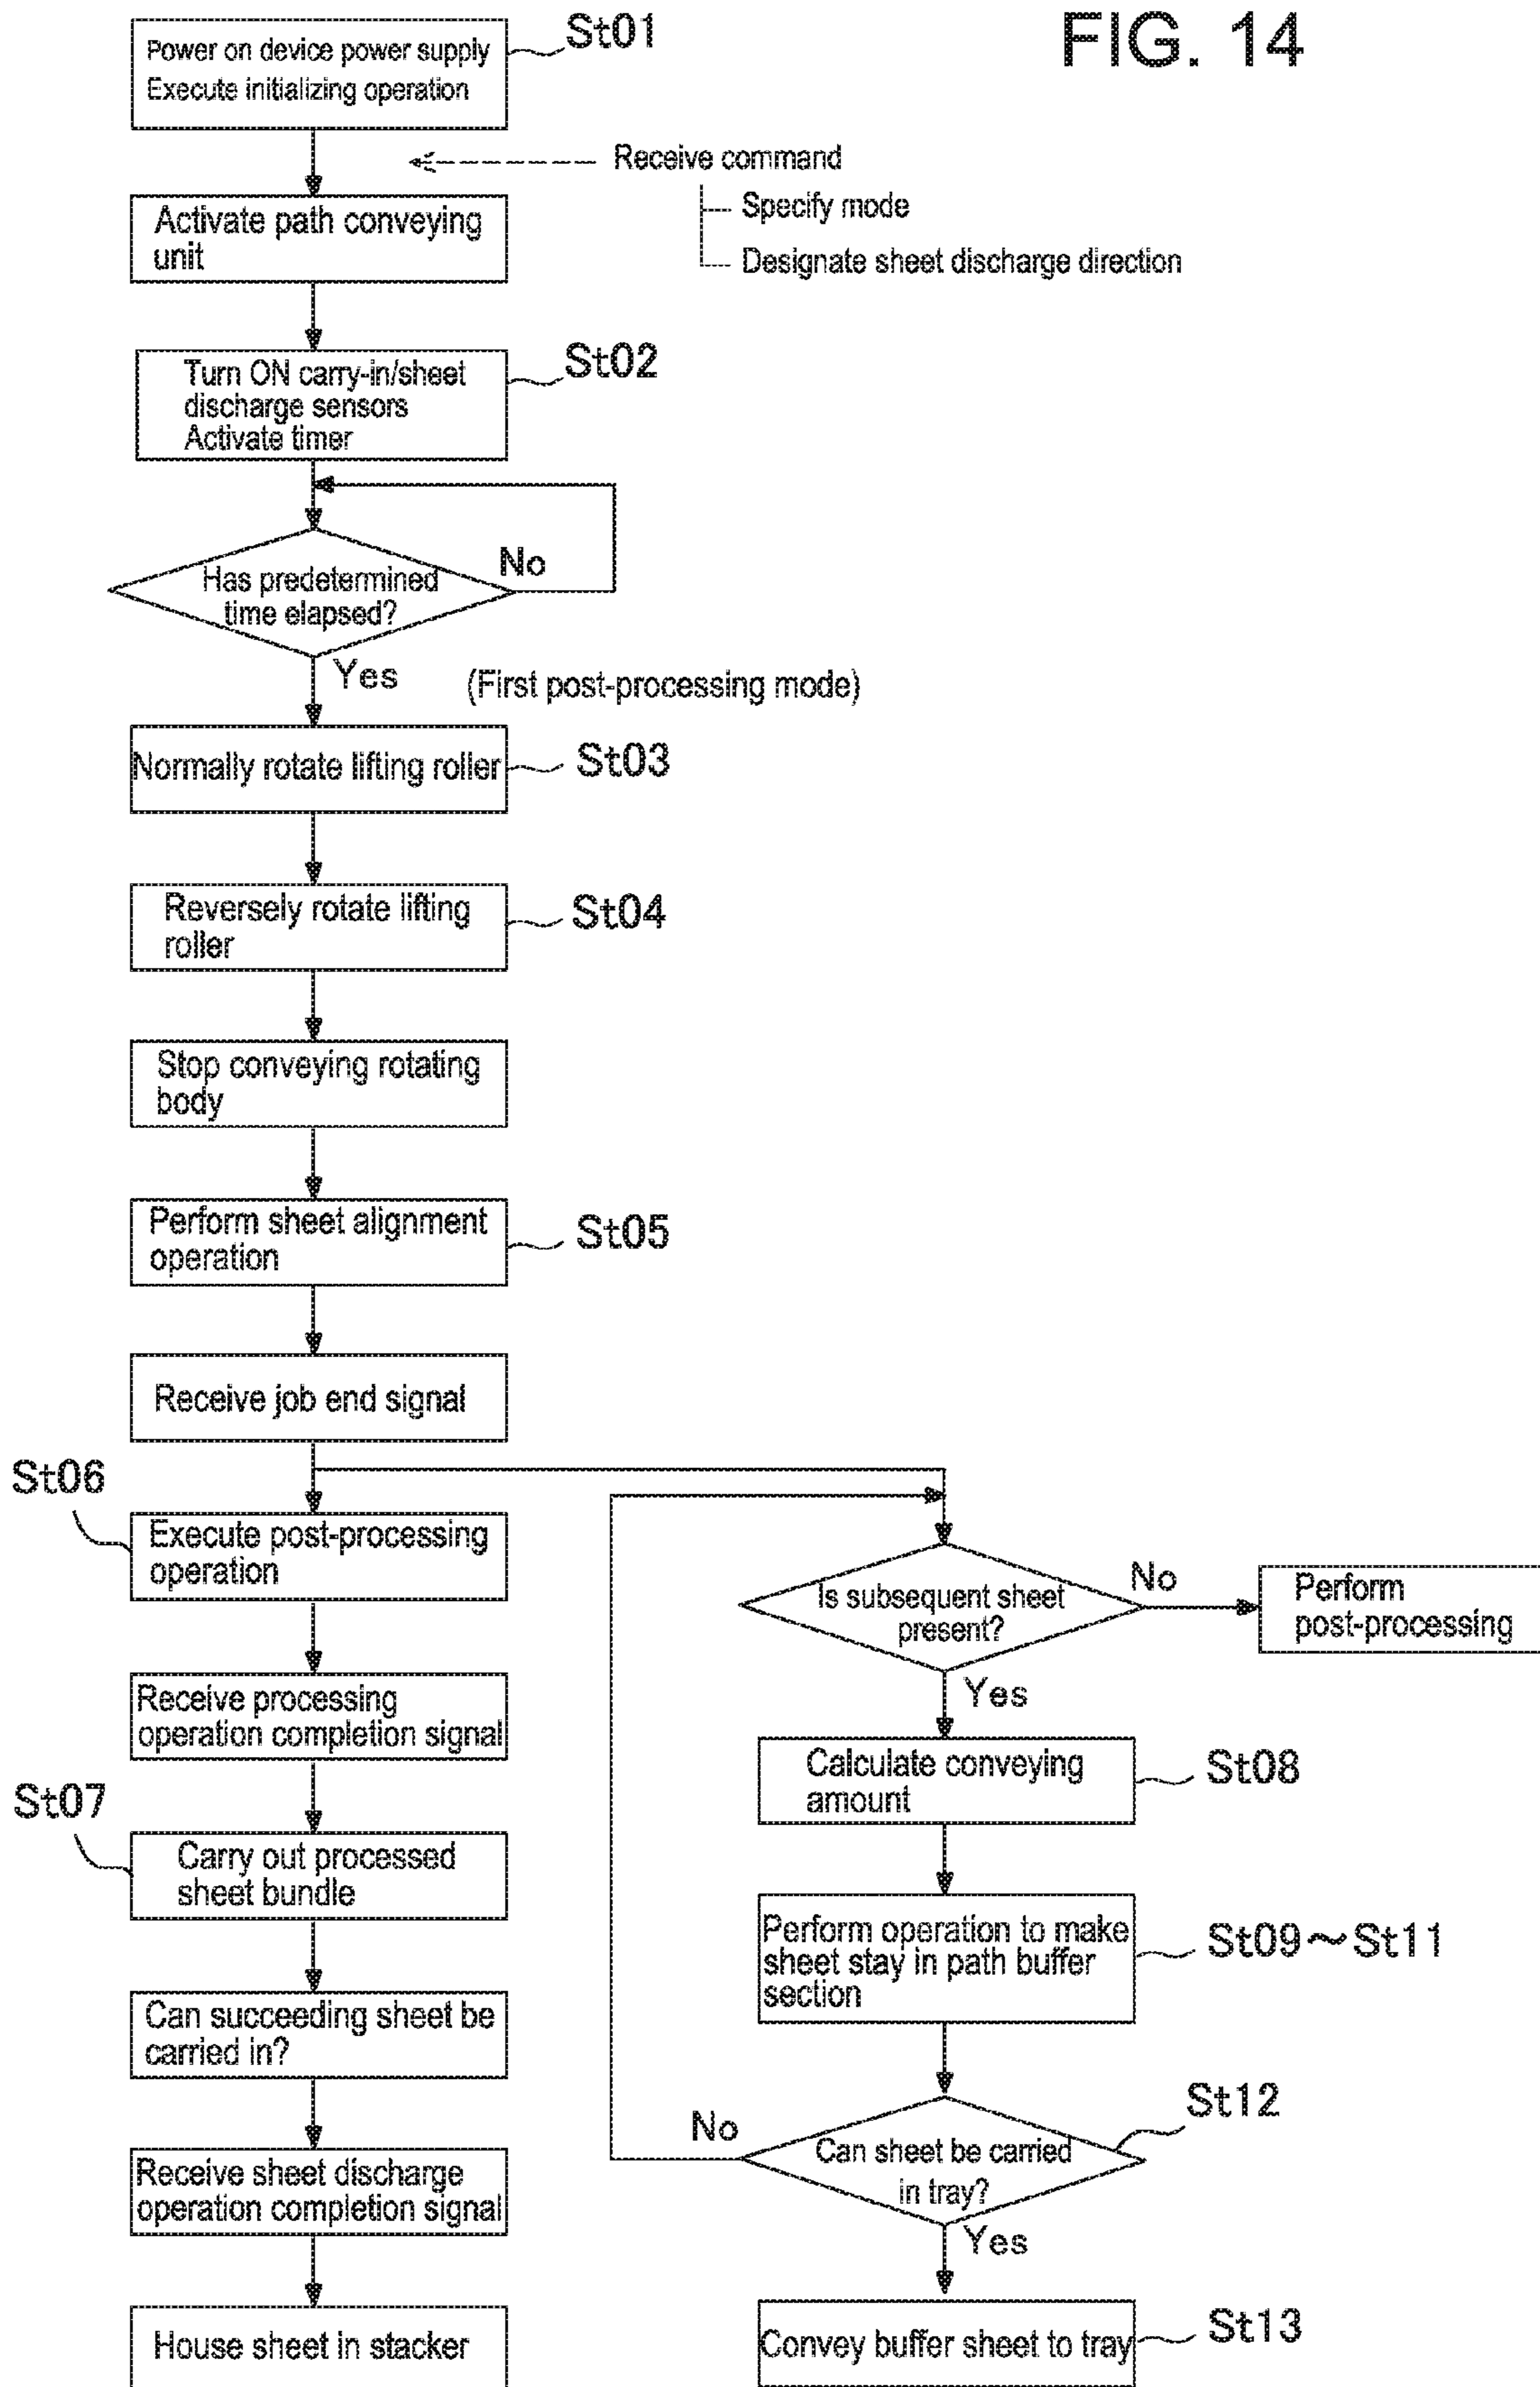 FIG. 14
Power on device power supply
Execute initializing operation
St01
Receive command
Specify mode
Designate sheet discharge direction
Activate path conveying
unit
Turn ON carry-in/sheet
discharge sensors
Activate timer
St02
Has predetermined
time elapsed?
No
Yes
(First post-processing mode)
Normally rotate lifting roller
St03
Reversely rotate lifting
roller
St04
Stop conveying rotating
body
Perform sheet alignment
operation
St05
Receive job end signal
St06
Execute post-processing
operation
Receive processing
operation completion signal
St07
Carry out processed
sheet bundle
Can succeeding sheet be
carried in?
Receive sheet discharge
operation completion signal
House sheet in stacker
Is subsequent sheet
present?
No
Perform
post-processing
Yes
Calculate conveying
amount
St08
Perform operation to make
sheet stay in path buffer
section
St09~St11
St12
Can sheet be carried
in tray?
No
Yes
Convey buffer sheet to tray
St13